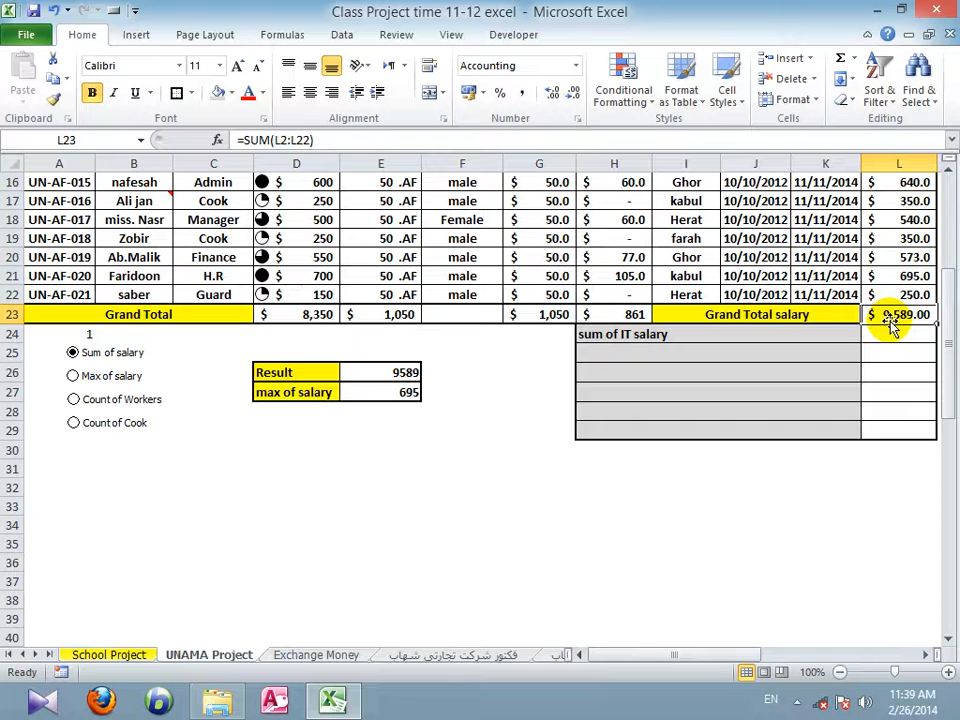 Class Project time 11-12 excel - Microsoft Excel
File Home Insert Page Layout Formulas Data Review View Developer
Calibri 11 Accounting
Paste Conditional Formatting Format as Table Cell Styles Insert Delete Format Sort & Filter Find & Select
Clipboard Font Alignment Number Styles Cells Editing
L23 fx =SUM(L2:L22)
A B C D E F G H I J K L
16 UN-AF-015 nafesah Admin $ 600 50 .AF male $ 50.0 $ 60.0 Ghor 10/10/2012 11/11/2014 $ 640.0
17 UN-AF-016 Ali jan Cook $ 250 50 .AF male $ 50.0 $ - kabul 10/10/2012 11/11/2014 $ 350.0
18 UN-AF-017 miss. Nasr Manager $ 500 50 .AF Female $ 50.0 $ 60.0 Herat 10/10/2012 11/11/2014 $ 540.0
19 UN-AF-018 Zobir Cook $ 250 50 .AF male $ 50.0 $ - farah 10/10/2012 11/11/2014 $ 350.0
20 UN-AF-019 Ab.Malik Finance $ 550 50 .AF male $ 50.0 $ 77.0 Herat 10/10/2012 11/11/2014 $ 573.0
21 UN-AF-020 Faridoon H.R $ 700 50 .AF male $ 50.0 $ 105.0 kabul 10/10/2012 11/11/2014 $ 695.0
22 UN-AF-021 saber Guard $ 150 50 .AF male $ 50.0 $ - Herat 10/10/2012 11/11/2014 $ 250.0
23 Grand Total $ 8,350 $ 1,050 $ 1,050 $ 861 Grand Total salary $ 9,589.00
24 1 sum of IT salary
25 Sum of salary
26 Max of salary Result 9589
27 Count of Workers max of salary 695
28 Count of Cook
29
30
31
32
33
34
35
36
37
38
39
40
School Project UNAMA Project Exchange Money فکتور شرکت تجارتی شهاب
Ready 100%
EN 11:39 AM
2/26/2014